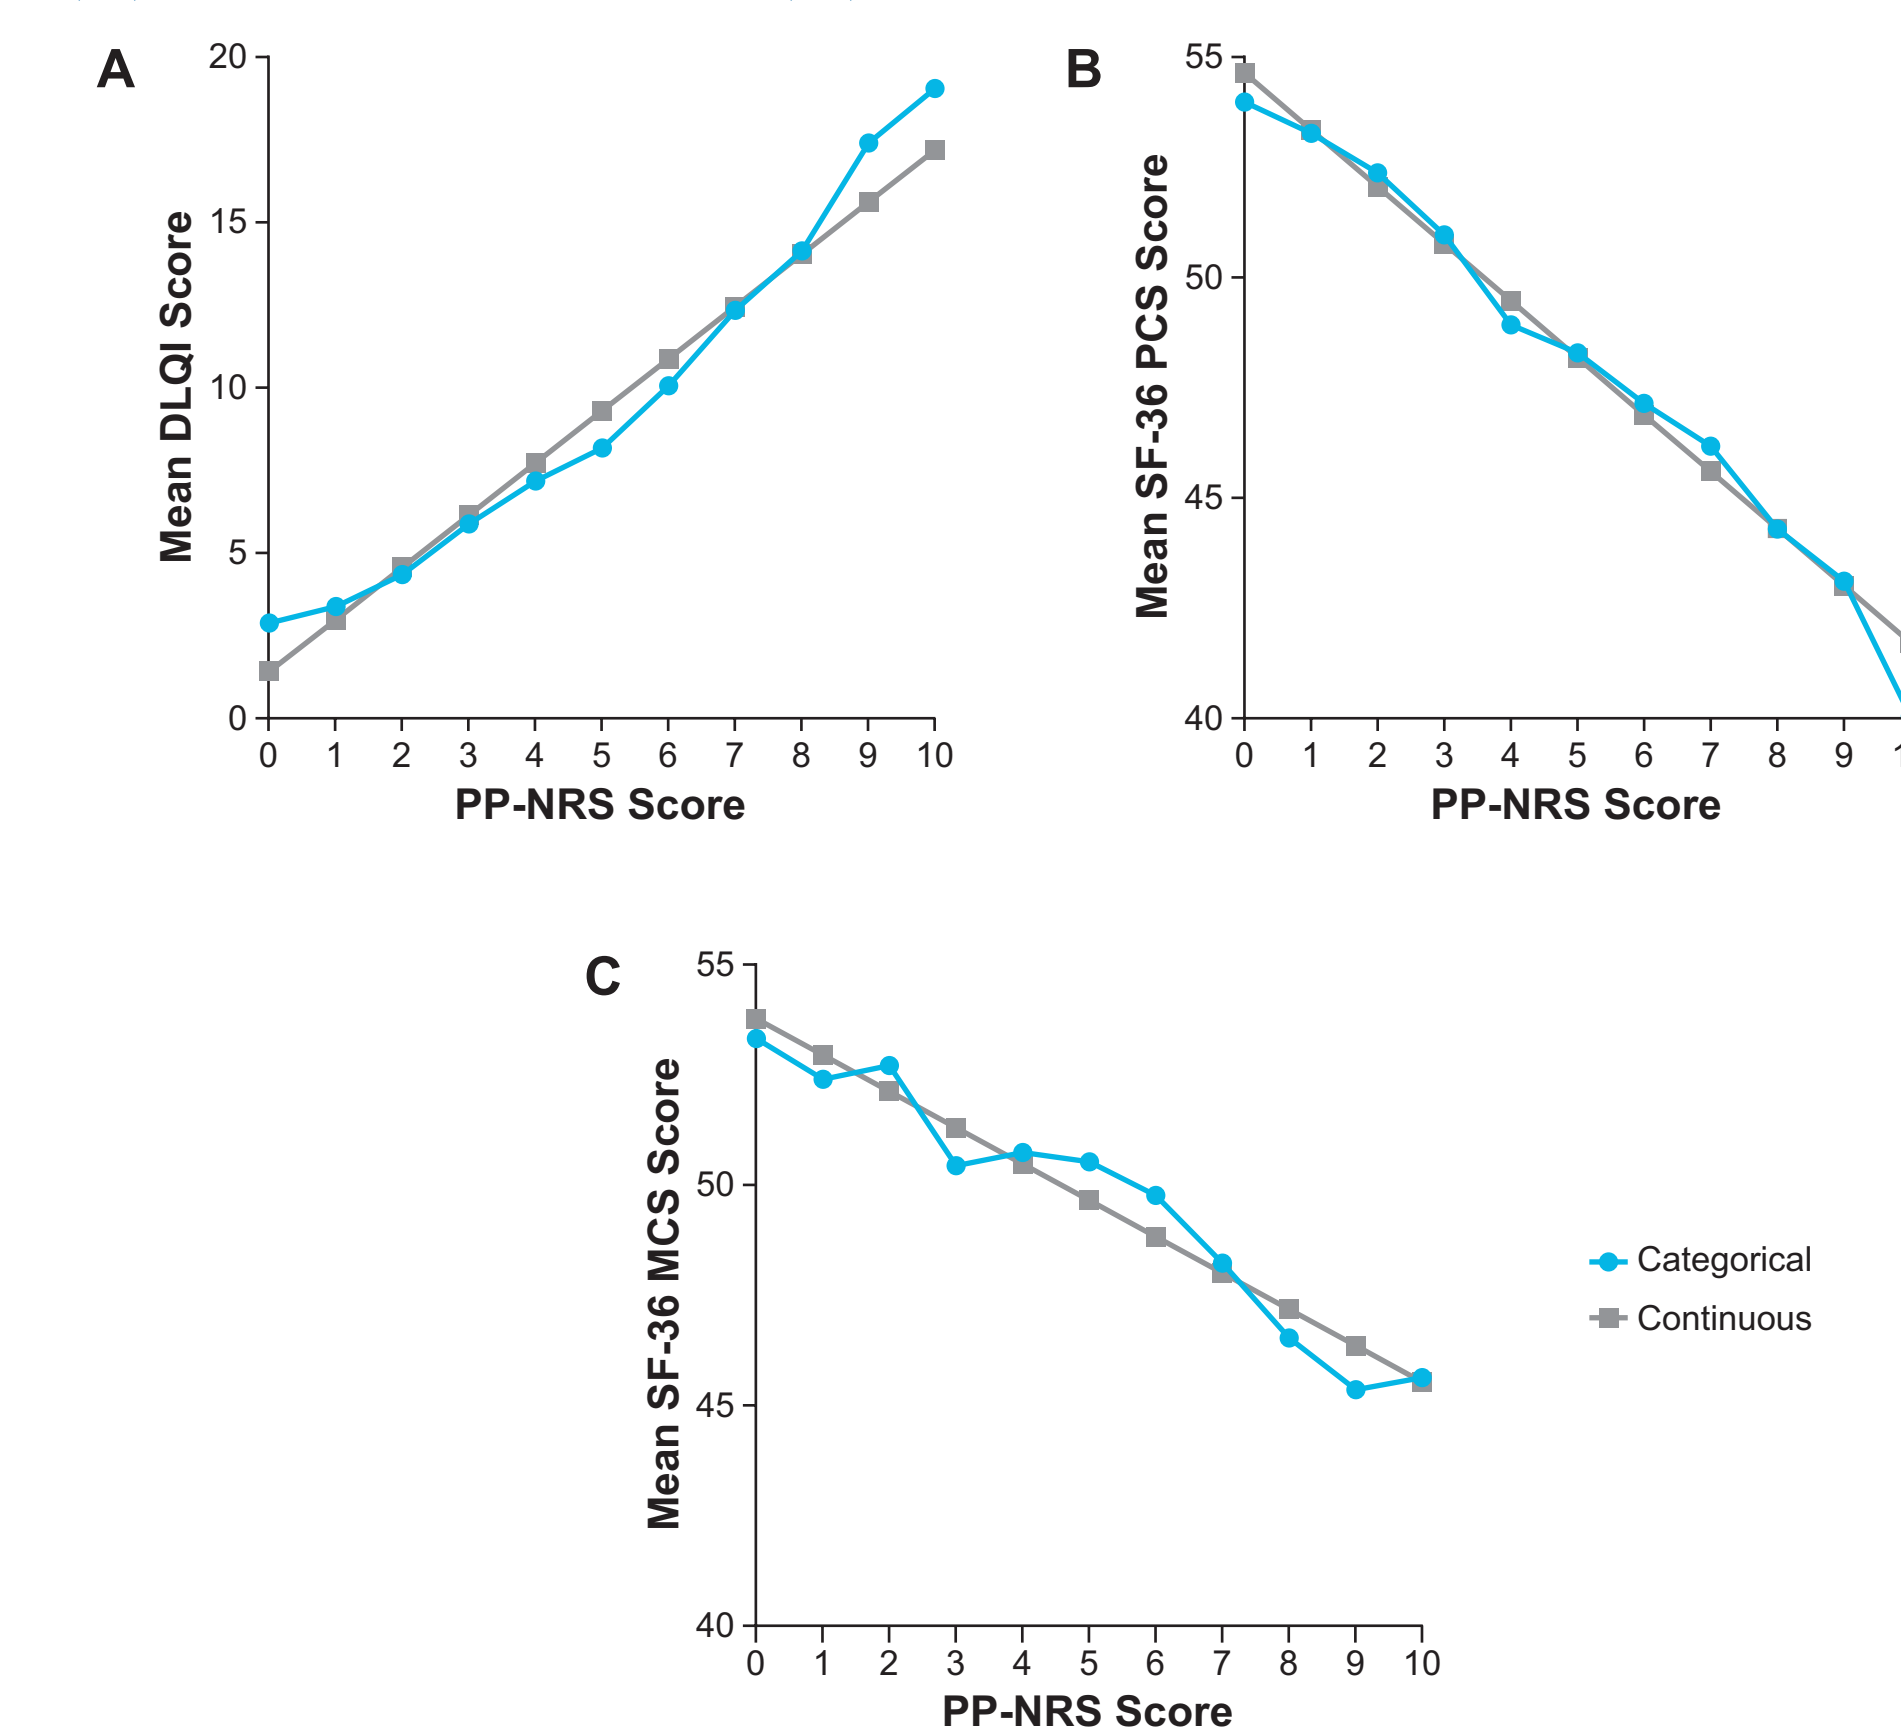 A
20
15
10
5
0
Mean DLQI Score
0 1 2 3 4 5 6 7 8 9 10
PP-NRS Score
B
55
50
45
40
Mean SF-36 PCS Score
0 1 2 3 4 5 6 7 8 9
PP-NRS Score
C
55
50
45
40
Mean SF-36 MCS Score
0 1 2 3 4 5 6 7 8 9 10
PP-NRS Score
Categorical
Continuous